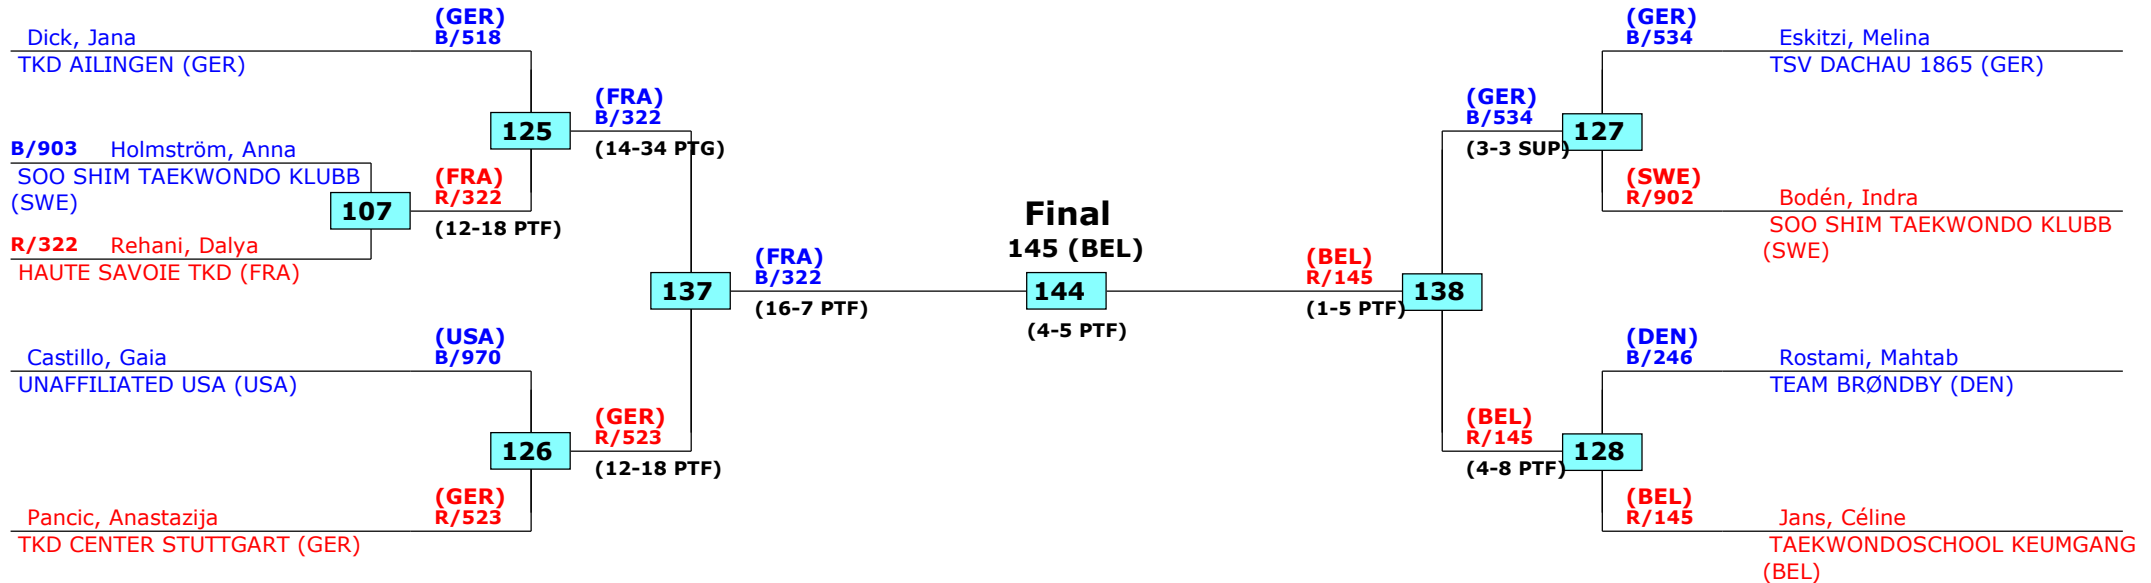 (GER)
B/518
Dick, Jana
TKD AILINGEN (GER)
125
B/903 Holmström, Anna
SOO SHIM TAEKWONDO KLUBB
(SWE)
107
(FRA)
R/322
(12-18 PTF)
R/322 Rehani, Dalya
HAUTE SAVOIE TKD (FRA)
(FRA)
B/322
(14-34 PTG)
137
(USA)
B/970
Castillo, Gaia
UNAFFILIATED USA (USA)
126
(GER)
R/523
(12-18 PTF)
(GER)
R/523
Pancic, Anastazija
TKD CENTER STUTTGART (GER)
(FRA)
B/322
(16-7 PTF)
Final
145 (BEL)
144
(4-5 PTF)
(BEL)
R/145
(1-5 PTF)
138
(GER)
B/534
(3-3 SUP)
127
(GER)
B/534
Eskitzi, Melina
TSV DACHAU 1865 (GER)
(SWE)
R/902
Bodén, Indra
SOO SHIM TAEKWONDO KLUBB
(SWE)
(BEL)
R/145
(4-8 PTF)
128
(DEN)
B/246
Rostami, Mahtab
TEAM BRØNDBY (DEN)
(BEL)
R/145
Jans, Céline
TAEKWONDOSCHOOL KEUMGANG
(BEL)